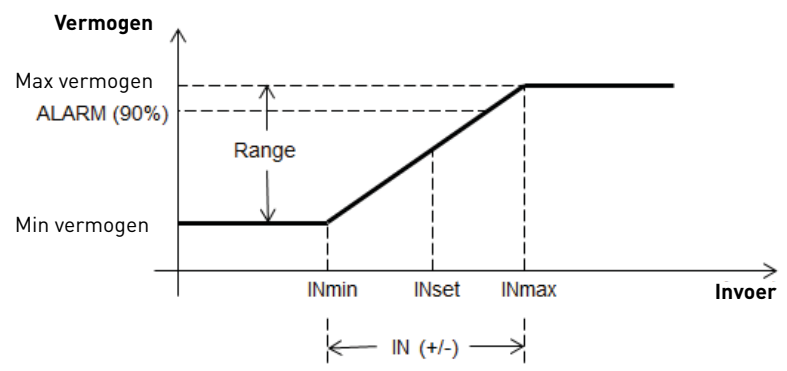 Vermogen
Max vermogen
ALARM (90%)
Range
Min vermogen
INmin INset INmax
Invoer
IN (+/-)